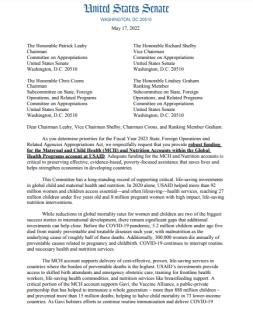 United States Senate
WASHINGTON, DC 20510
May 17, 2022
The Honorable Patrick Leahy
Chairman
Committee on Appropriations
United States Senate
Washington, D.C. 20510
The Honorable Richard Shelby
Vice Chairman
Committee on Appropriations
United States Senate
Washington, D.C. 20510
The Honorable Chris Coons
Chairman
Subcommittee on State, Foreign
Operations, and Related Programs
Committee on Appropriations
United States Senate
Washington, D.C. 20510
The Honorable Lindsey Graham
Ranking Member
Subcommittee on State, Foreign
Operations, and Related Programs
Committee on Appropriations
United States Senate
Washington, D.C. 20510
Dear Chairman Leahy, Vice Chairman Shelby, Chairman Coons, and Ranking Member Graham:
As you determine priorities for the Fiscal Year 2023 State, Foreign Operations, and Related
Agencies Appropriations Act, we respectfully request that you provide robust funding
for the Maternal and Child Health (MCH) and Nutrition Accounts within the Global
Health Programs account at USAID. Adequate funding for the MCH and Nutrition accounts is
critical to preserving effective, evidence-based, poverty-focused assistance that saves lives and
helps strengthen economies in developing countries.
This Committee has a long-standing record of supporting critical, life-saving investments
in global child and maternal health and nutrition. In 2020 alone, USAID helped more than 92
million women and children access essential—and often lifesaving—health services, reaching 27
million children under five years old and 8 million pregnant women with high impact, life-saving
nutrition interventions.
While reductions in child mortality rates for women and children are two of the biggest
success stories in international development, there remain significant gaps that additional
investments can help close. Before the COVID-19 pandemic, 5.2 million children under age five
died from mainly preventable and treatable diseases each year, with malnutrition as the
underlying cause of roughly half of these deaths. Additionally, 300,000 women die annually of
preventable causes related to pregnancy and childbirth. COVID-19 continues to interrupt routine
and necessary health and nutrition services.
The MCH account supports delivery of cost-effective, proven, life-saving services in
countries where the burden of preventable deaths is the highest. USAID's investments provide
access to skilled birth attendants and emergency obstetric care, training for frontline health
workers, life-saving health commodities, and nutrition services like breastfeeding support. A
critical portion of the MCH account supports Gavi, the Vaccine Alliance, a public-private
partnership that has helped to immunize a whole generation – more than 888 million children –
and prevented more than 15 million deaths, helping to halve child mortality in 73 lower-income
countries. As Gavi bolsters efforts to continue routine immunization and deliver COVID-19